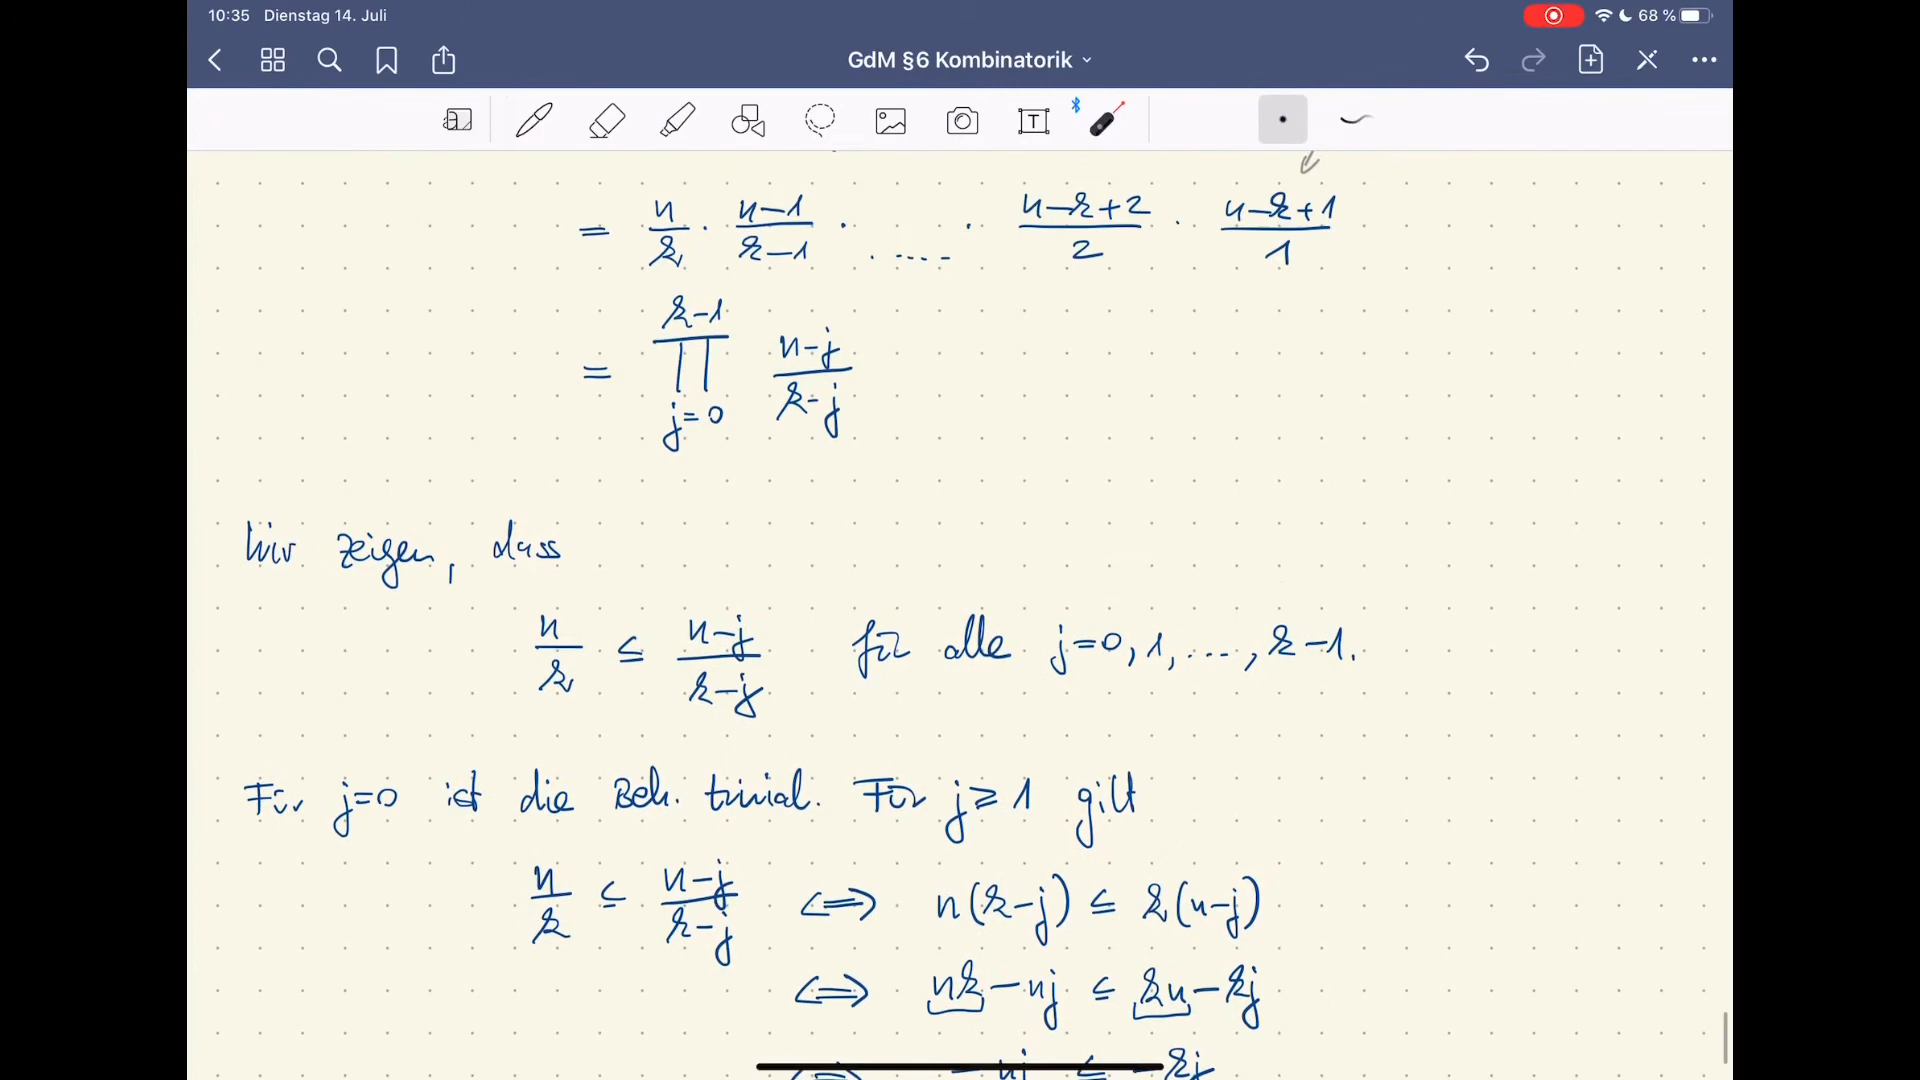 10:35 Dienstag 14. Juli 68 %
GdM §6 Kombinatorik
= n/k · (n-1)/(k-1) · ..... · (n-k+2)/2 · (n-k+1)/1
= ∏_{j=0}^{k-1} (n-j)/(k-j)
Wir zeigen, dass
n/k ≤ (n-j)/(k-j) für alle j=0, 1, ..., k-1.
Für j=0 ist die Beh. trivial. Für j≥1 gilt
n/k ≤ (n-j)/(k-j) ⟺ n(k-j) ≤ k(n-j)
⟺ nk - nj ≤ kn - kj
⟺ -nj ≤ -kj